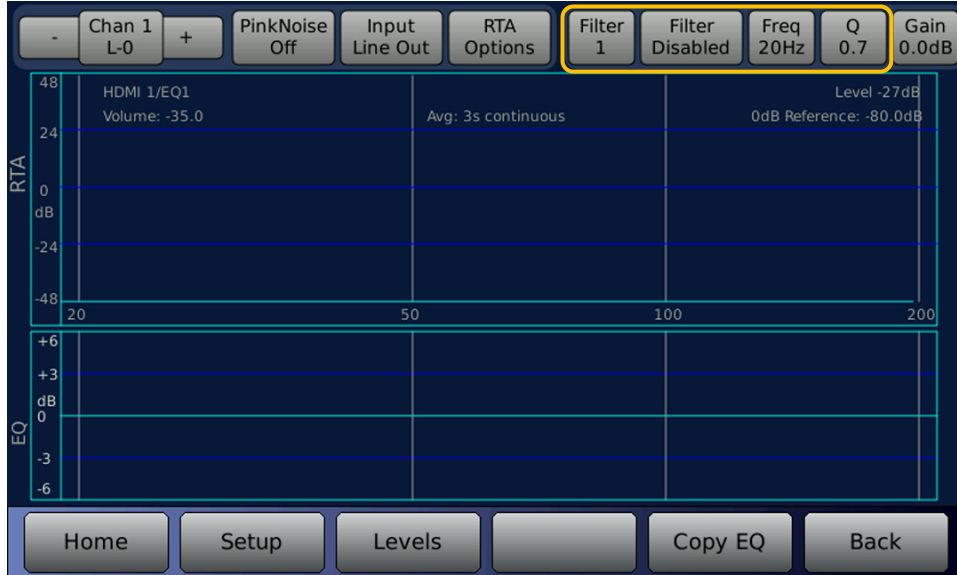 -
Chan 1
L-0
+
PinkNoise
Off
Input
Line Out
RTA
Options
Filter
1
Filter
Disabled
Freq
20Hz
Q
0.7
Gain
0.0dB
HDMI 1/EQ1
Level -27dB
Volume: -35.0
Avg: 3s continuous
0dB Reference: -80.0dB
RTA
48
24
0
dB
-24
-48
20 50 100 200
EQ
+6
+3
dB
0
-3
-6
Home
Setup
Levels
Copy EQ
Back